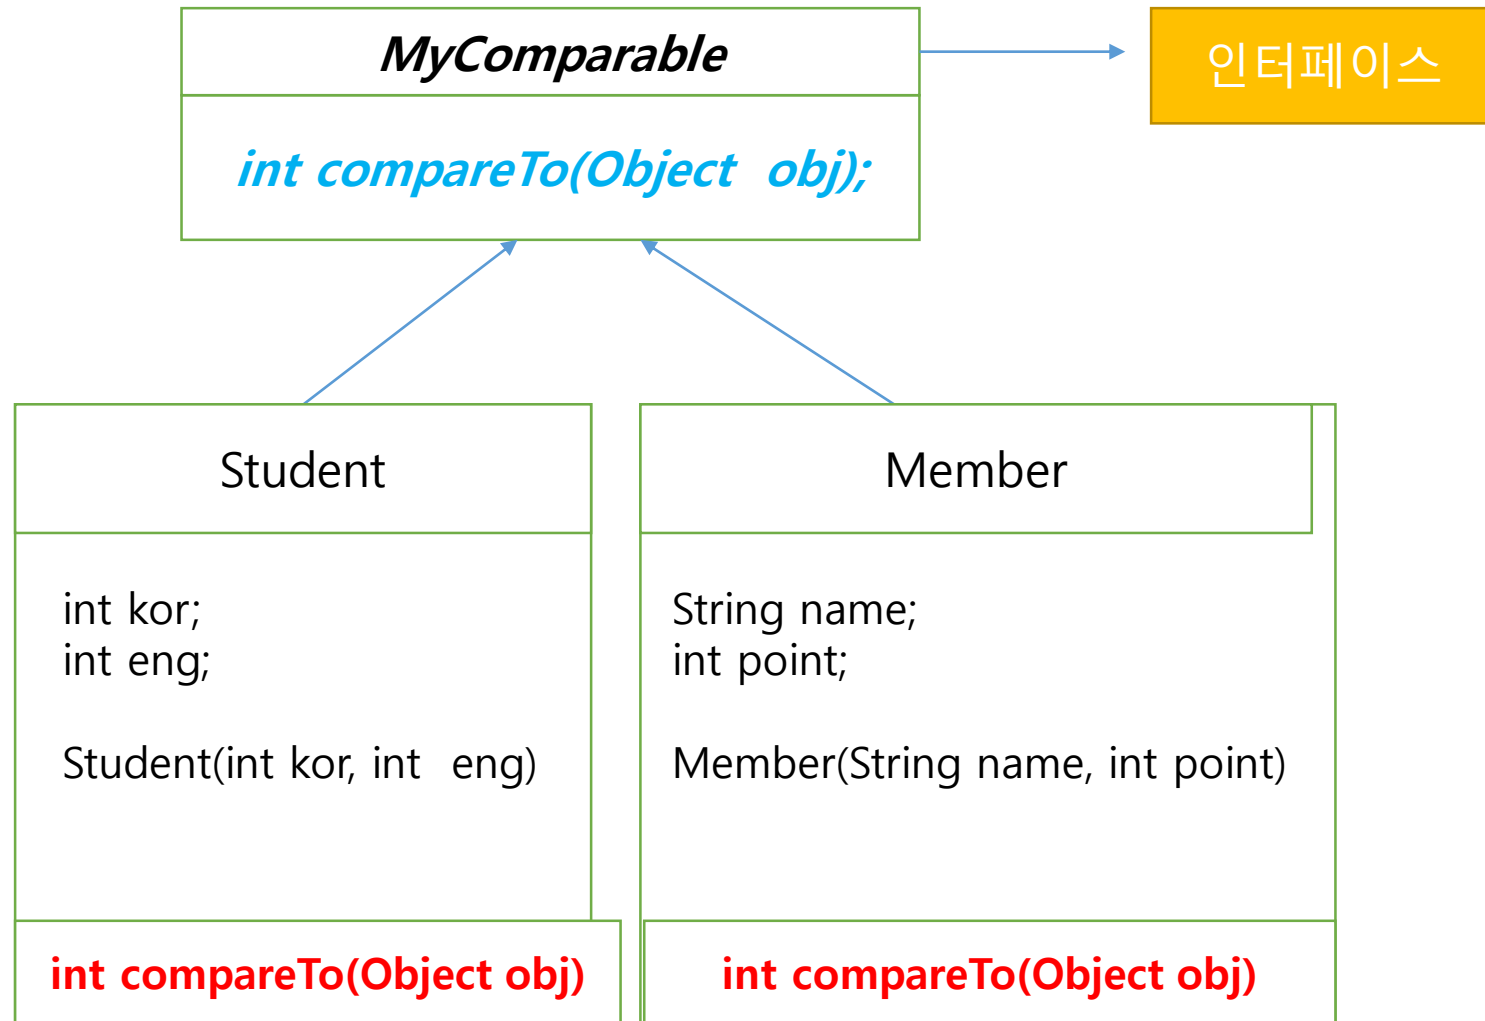 MyComparable
인터페이스
int compareTo(Object  obj);
Student
int kor;
int eng;
Student(int kor, int  eng)
int compareTo(Object obj)
Member
String name;
int point;
Member(String name, int point)
int compareTo(Object obj)